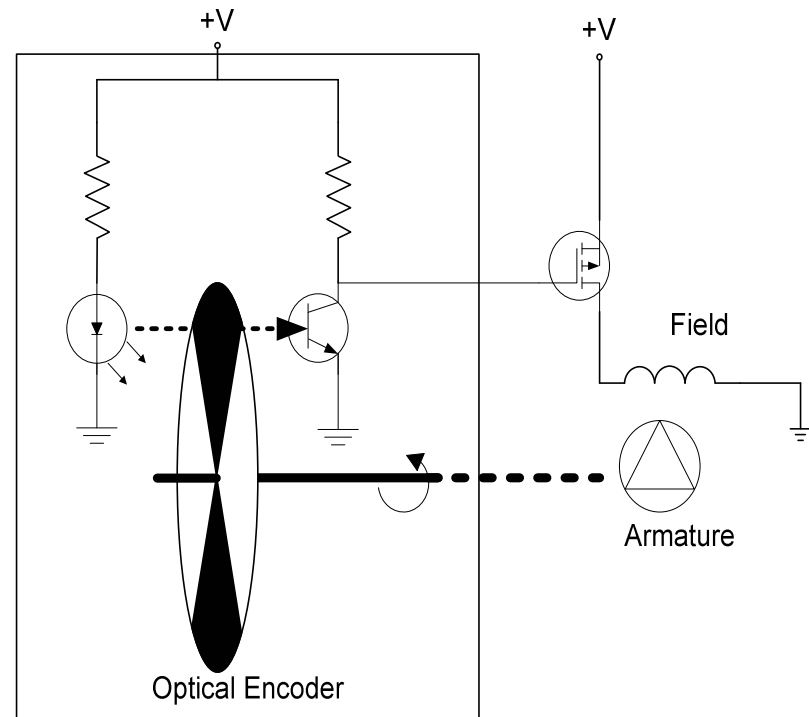 +V
+V
Field
Armature
Optical Encoder